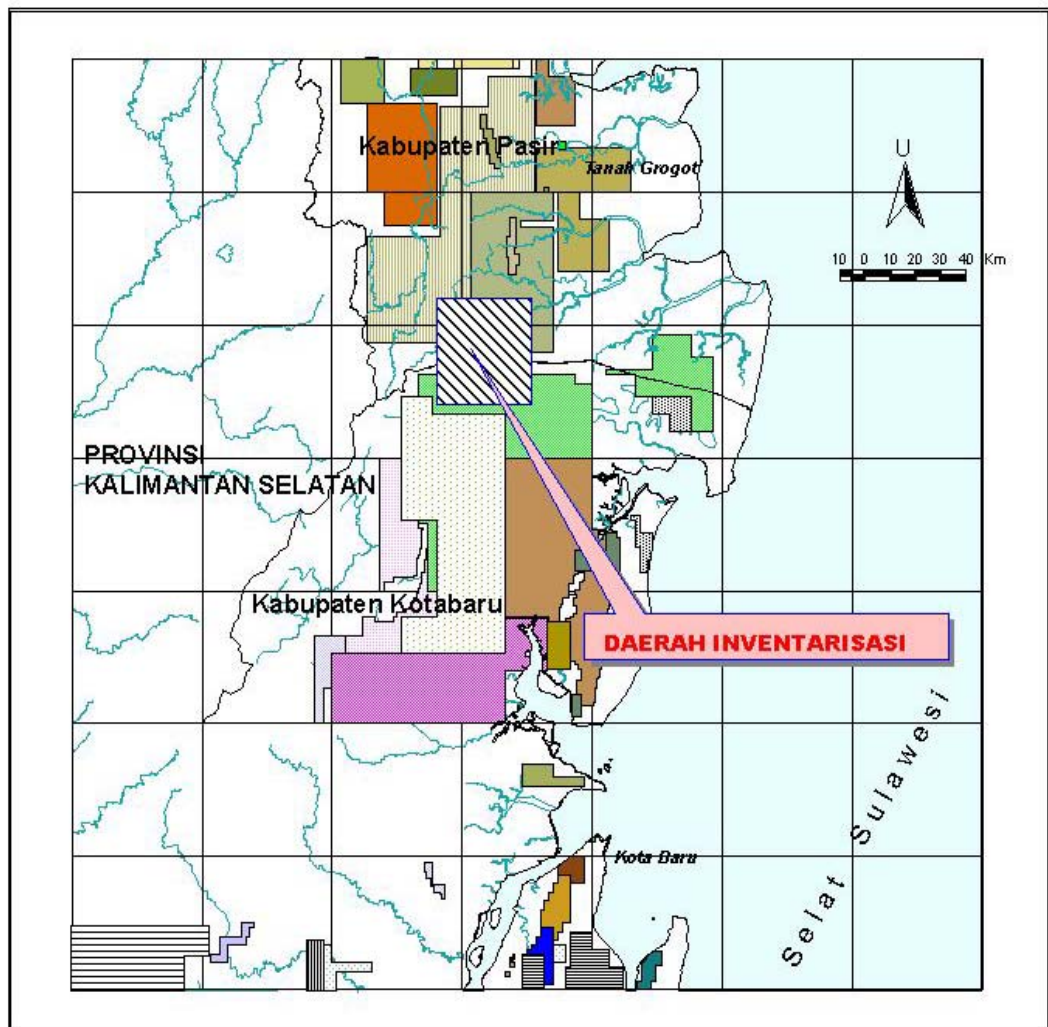 Kabupaten Pasir
Tanah Grogot
U
10 0 10 20 30 40 Km
PROVINSI
KALIMANTAN SELATAN
Kabupaten Kotabaru
DAERAH INVENTARISASI
Selat Sulawesi
Kota Baru